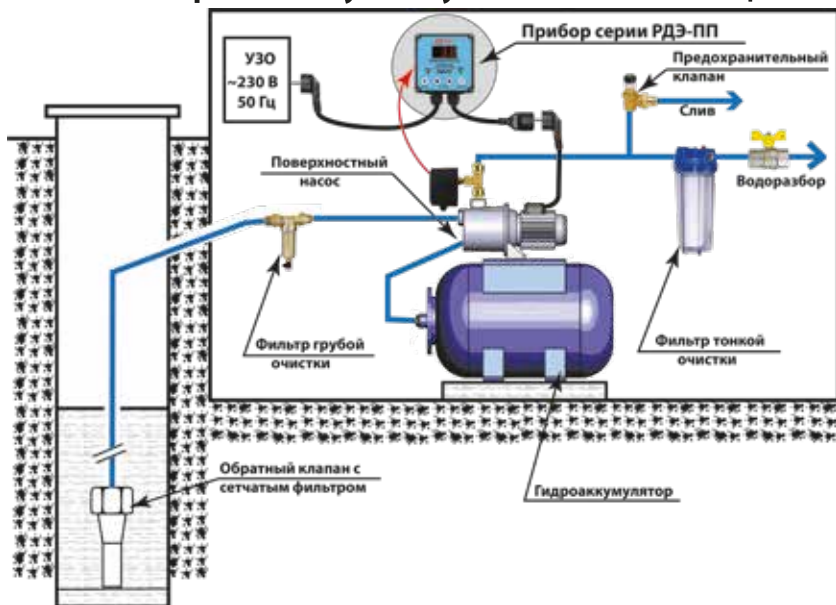 Прибор серии РДЭ-ПП
УЗО
~230 В
50 Гц
Предохранительный
клапан
Слив
Поверхностный
насос
Водоразбор
Фильтр грубой
очистки
Фильтр тонкой
очистки
Обратный клапан с
сетчатым фильтром
Гидроаккумулятор